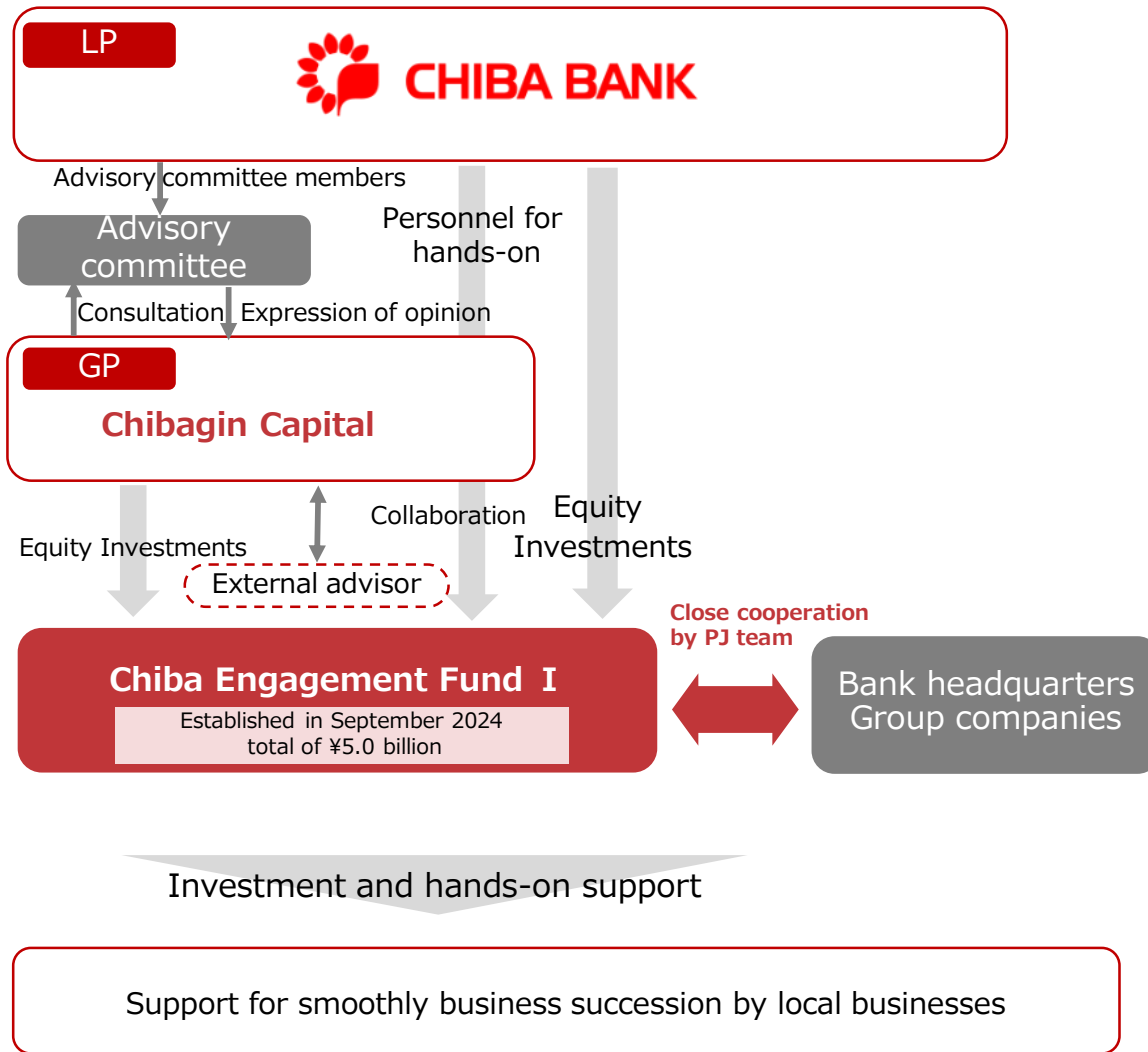 LP
CHIBA BANK
Advisory committee members
Advisory
committee
Personnel for
hands-on
Consultation
Expression of opinion
GP
Chibagin Capital
Equity Investments
Collaboration
Equity
Investments
External advisor
Close cooperation
by PJ team
Chiba Engagement Fund Ⅰ
Established in September 2024
total of ¥5.0 billion
Bank headquarters
Group companies
Investment and hands-on support
Support for smoothly business succession by local businesses